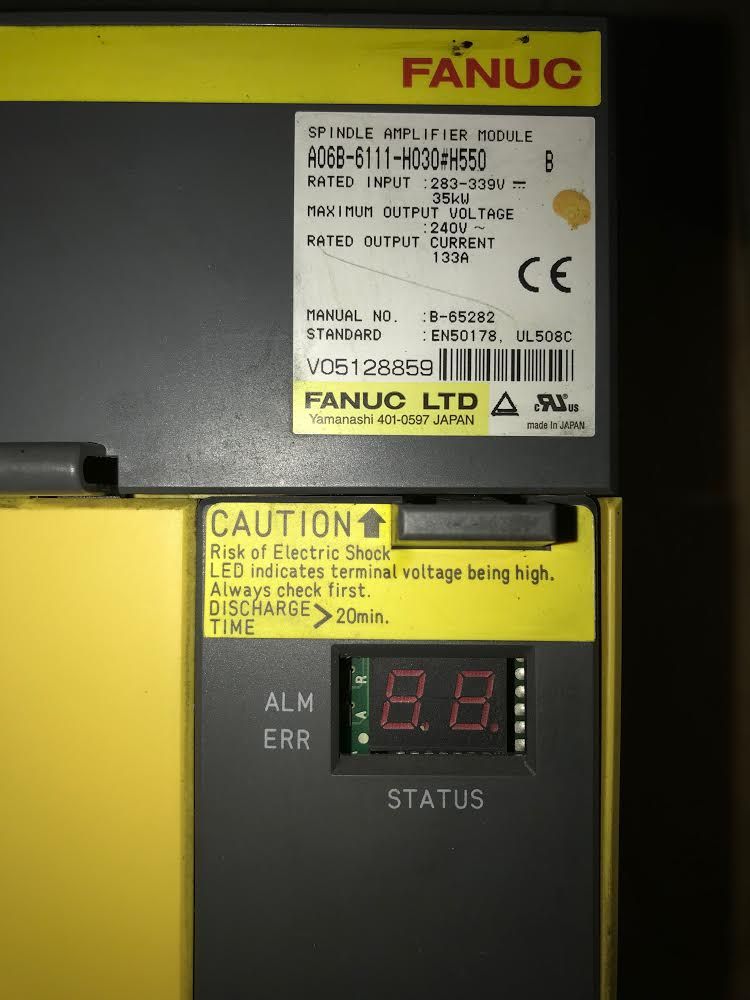 FANUC
SPINDLE AMPLIFIER MODULE
A06B-6111-H030#H550 B
RATED INPUT :283-339V ⎓
35kW
MAXIMUM OUTPUT VOLTAGE
:240V ~
RATED OUTPUT CURRENT
133A
CE
MANUAL NO. :B-65282
STANDARD :EN50178, UL508C
V05128859
FANUC LTD
Yamanashi 401-0597 JAPAN
c RU US
made in JAPAN
CAUTION ⬆
Risk of Electric Shock
LED indicates terminal voltage being high.
Always check first.
DISCHARGE TIME > 20min.
R
A
8.8.
ALM
ERR
STATUS